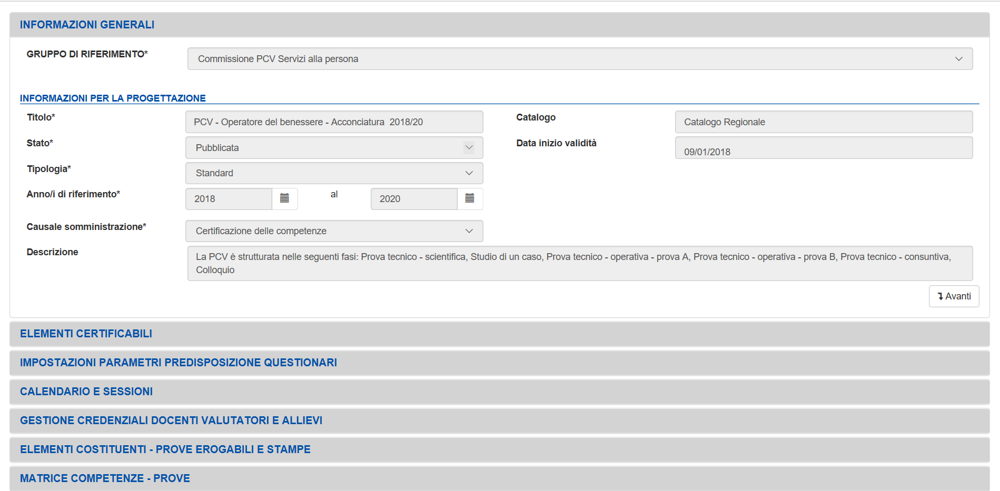 INFORMAZIONI GENERALI
GRUPPO DI RIFERIMENTO*
Commissione PCV Servizi alla persona
INFORMAZIONI PER LA PROGETTAZIONE
Titolo*
PCV - Operatore del benessere - Acconciatura  2018/20
Catalogo
Catalogo Regionale
Stato*
Pubblicata
Data inizio validità
09/01/2018
Tipologia*
Standard
Anno/i di riferimento*
2018
al
2020
Causale somministrazione*
Certificazione delle competenze
Descrizione
La PCV è strutturata nelle seguenti fasi: Prova tecnico - scientifica, Studio di un caso, Prova tecnico - operativa - prova A, Prova tecnico - operativa - prova B, Prova tecnico - consuntiva,
Colloquio
Avanti
ELEMENTI CERTIFICABILI
IMPOSTAZIONI PARAMETRI PREDISPOSIZIONE QUESTIONARI
CALENDARIO E SESSIONI
GESTIONE CREDENZIALI DOCENTI VALUTATORI E ALLIEVI
ELEMENTI COSTITUENTI - PROVE EROGABILI E STAMPE
MATRICE COMPETENZE - PROVE